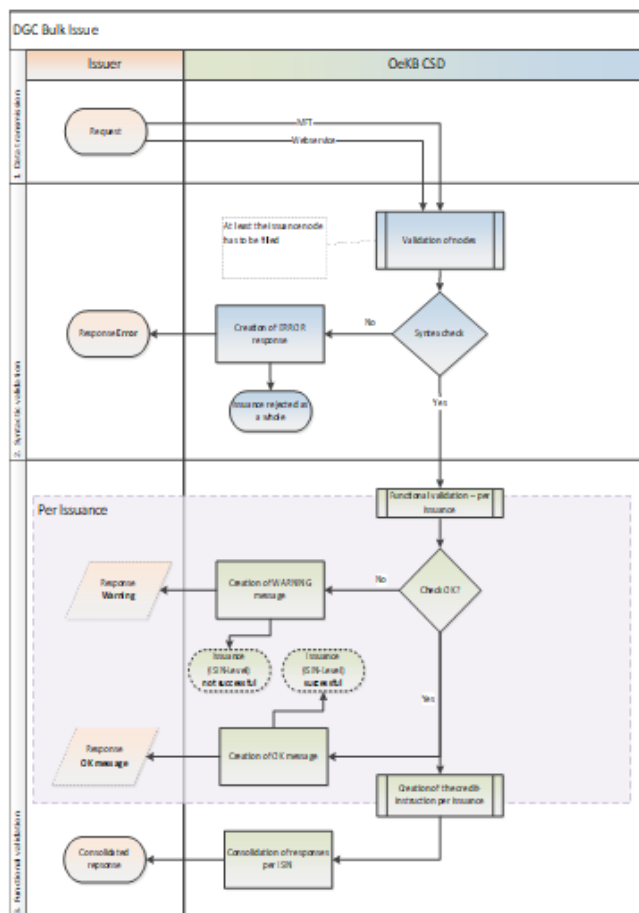 DGC Bulk Issue
Issuer
OeKB CSD
1. Data transmission
Request
MFT
Webservice
2. Syntactic validation
At least the issuance node
has to be filled
Validation of nodes
Syntax check
No
Creation of ERROR
response
Response Error
Issuance rejected as
a whole
Yes
3. Functional validation
Per Issuance
Functional validation – per
issuance
Check OK?
No
Creation of WARNING
message
Response
Warning
Issuance
(ISIN-Level)
not successful
Issuance
(ISIN-Level)
successful
Yes
Creation of OK message
Response
OK message
Creation of the credit-
instruction per issuance
Consolidation of responses
per ISIN
Consolidated
repsonse